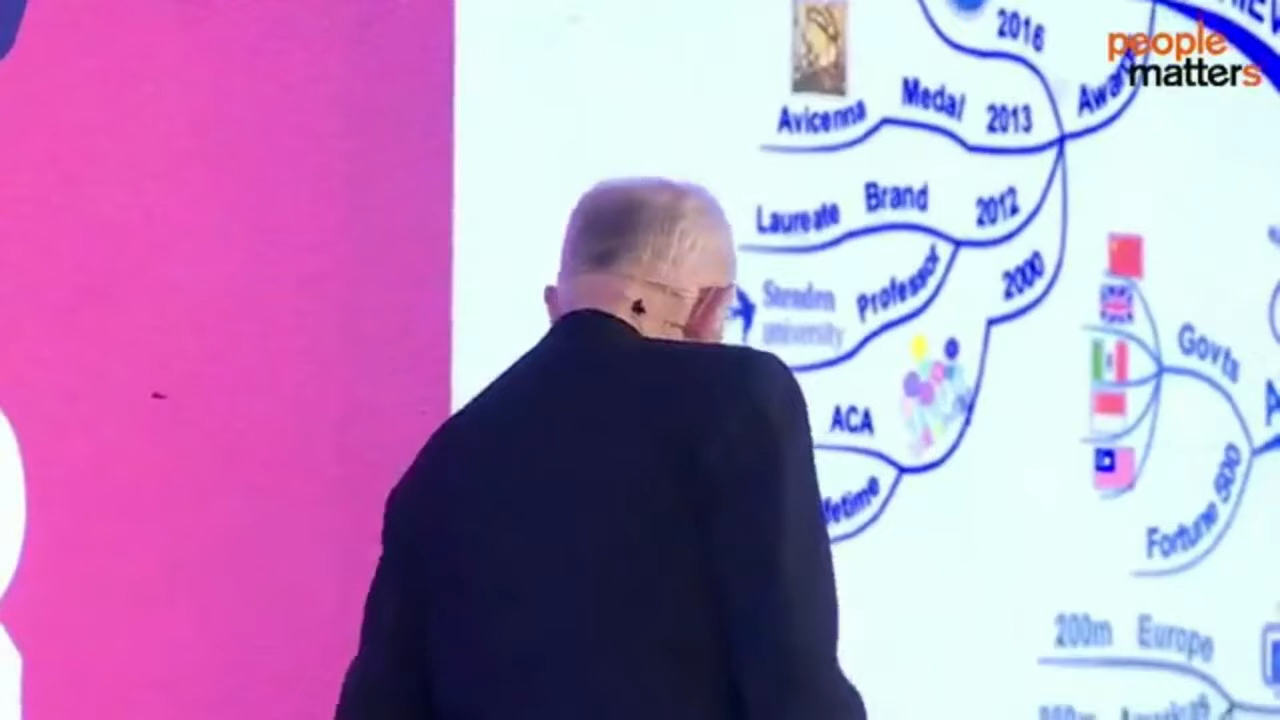 2016
people
matters
Avicenna Medal 2013
Laureate Brand 2012
Stenden
university
Professor
2000
Govts
ACA
Fortune 500
200m Europe